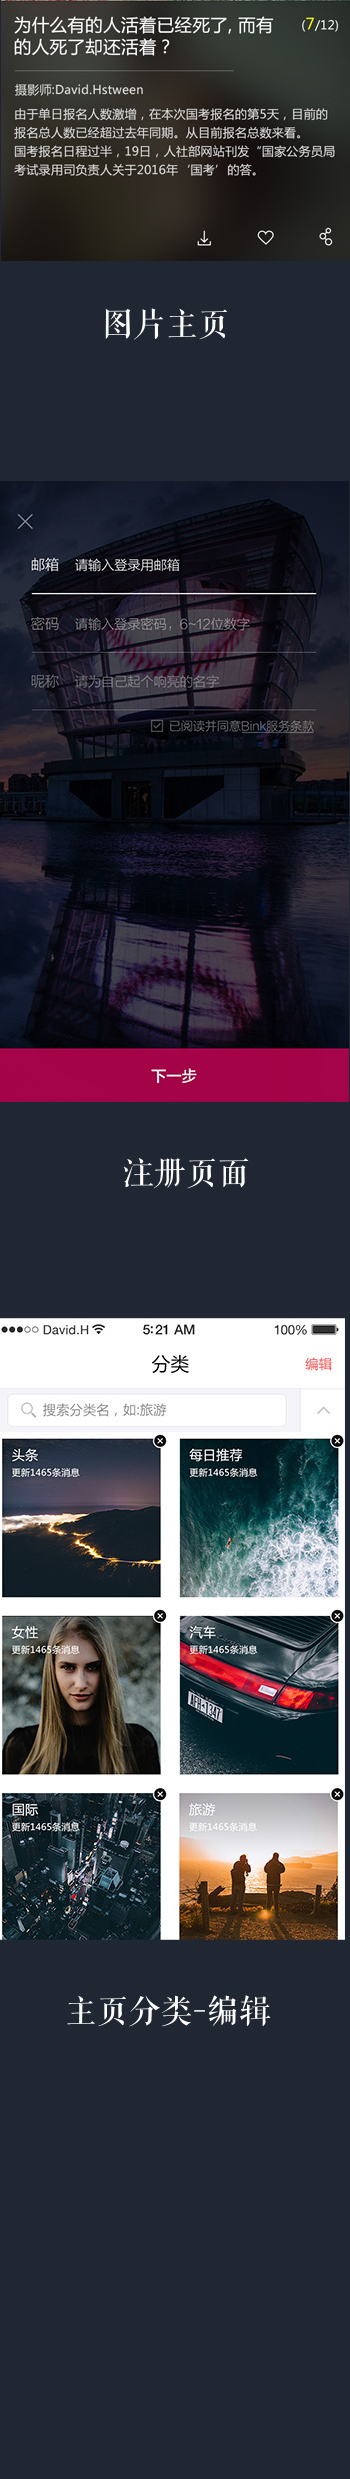 为什么有的人活着已经死了, 而有
的人死了却还活着？
(7/12)
摄影师:David.Hstween
由于单日报名人数激增，在本次国考报名的第5天，目前的
报名总人数已经超过去年同期。从目前报名总数来看。
国考报名日程过半，19日，人社部网站刊发“国家公务员局
考试录用司负责人关于2016年‘国考’的答。
图片主页
邮箱 请输入登录用邮箱
密码 请输入登录密码，6~12位数字
昵称 请为自己起个响亮的名字
已阅读并同意Bink服务条款
下一步
注册页面
David.H 5:21 AM 100%
分类 编辑
搜索分类名，如:旅游
头条
更新1465条消息
每日推荐
更新1465条消息
女性
更新1465条消息
汽车
更新1465条消息
国际
更新1465条消息
旅游
更新1465条消息
主页分类-编辑